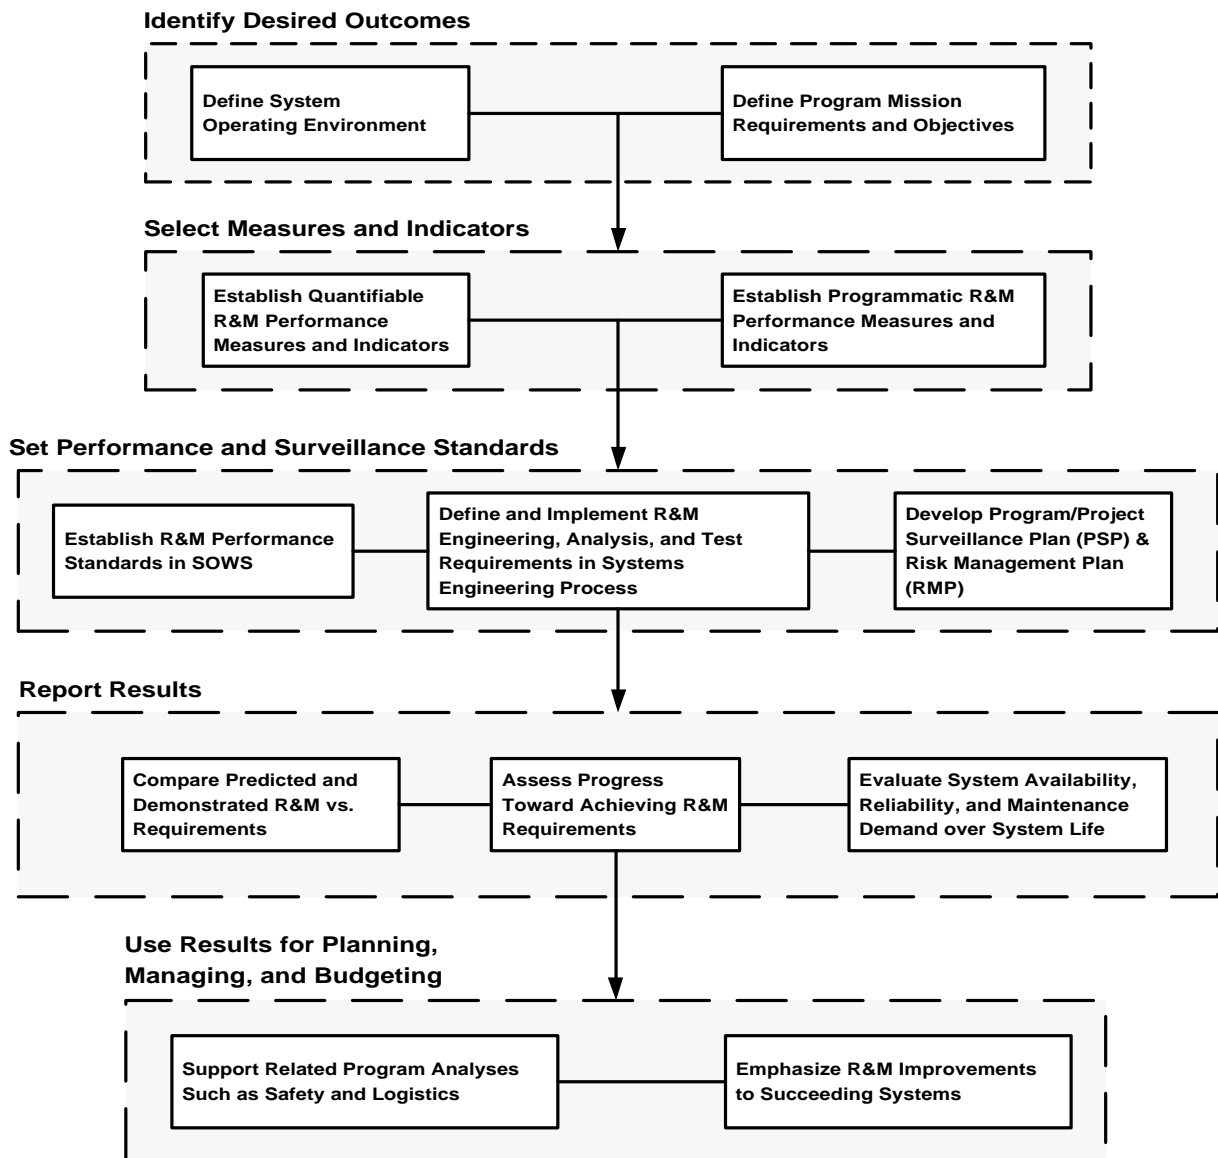 Identify Desired Outcomes
Define System
Operating Environment
Define Program Mission
Requirements and Objectives
Select Measures and Indicators
Establish Quantifiable
R&M Performance
Measures and Indicators
Establish Programmatic R&M
Performance Measures and
Indicators
Set Performance and Surveillance Standards
Establish R&M Performance
Standards in SOWS
Define and Implement R&M
Engineering, Analysis, and Test
Requirements in Systems
Engineering Process
Develop Program/Project
Surveillance Plan (PSP) &
Risk Management Plan
(RMP)
Report Results
Compare Predicted and
Demonstrated R&M vs.
Requirements
Assess Progress
Toward Achieving R&M
Requirements
Evaluate System Availability,
Reliability, and Maintenance
Demand over System Life
Use Results for Planning,
Managing, and Budgeting
Support Related Program Analyses
Such as Safety and Logistics
Emphasize R&M Improvements
to Succeeding Systems